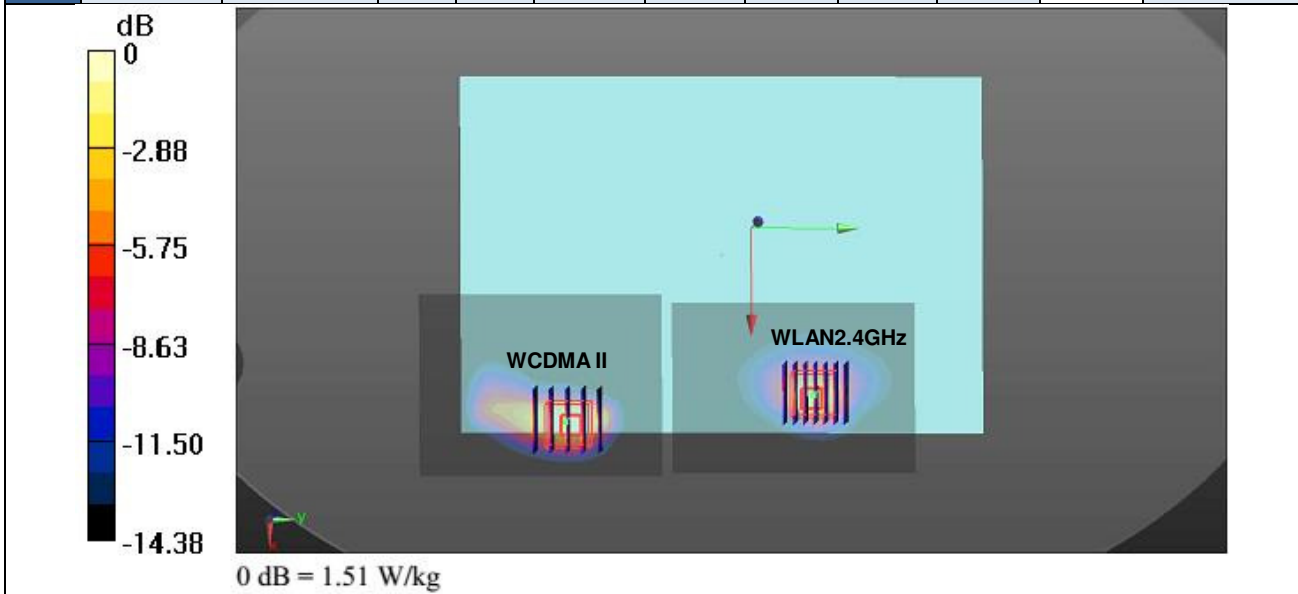 dB
0
-2.88
-5.75
-8.63
-11.50
-14.38
WCDMA II
WLAN2.4GHz
y
0 dB = 1.51 W/kg